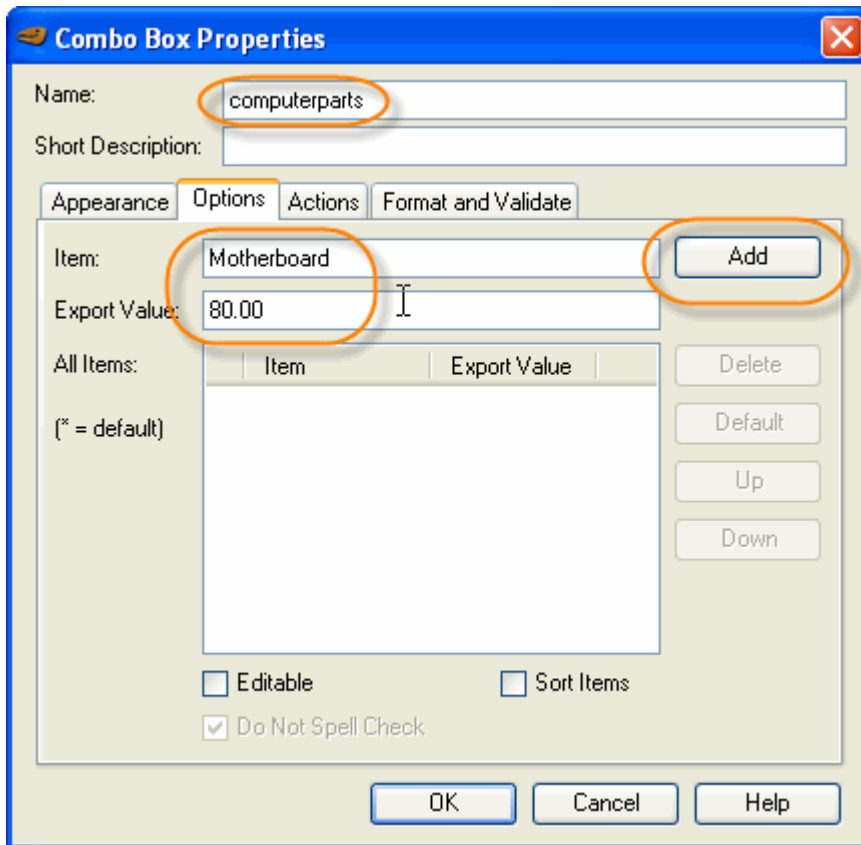 Combo Box Properties
Name: computerparts
Short Description:
Appearance Options Actions Format and Validate
Item: Motherboard Add
Export Value: 80.00
All Items: Item Export Value Delete
(* = default) Default
Up
Down
Editable Sort Items
Do Not Spell Check
OK Cancel Help